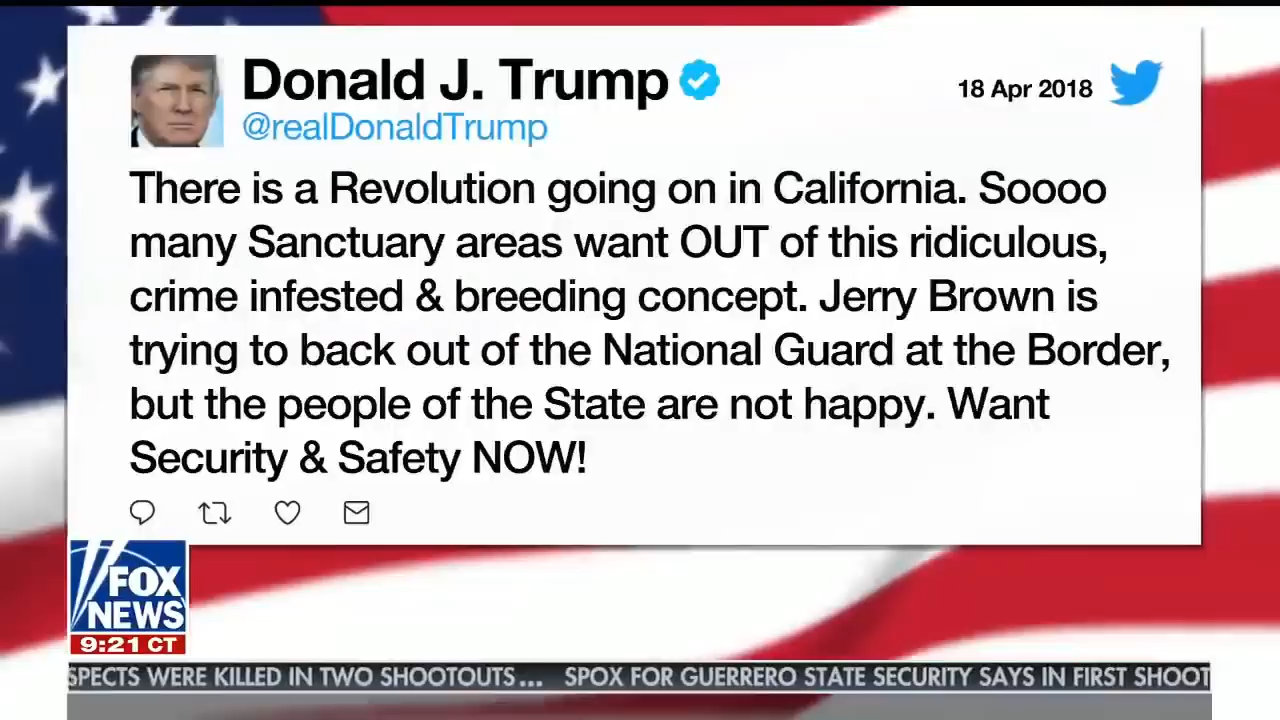 Donald J. Trump
18 Apr 2018
@realDonaldTrump
There is a Revolution going on in California. Soooo
many Sanctuary areas want OUT of this ridiculous,
crime infested & breeding concept. Jerry Brown is
trying to back out of the National Guard at the Border,
but the people of the State are not happy. Want
Security & Safety NOW!
FOX
NEWS
9:21 CT
SPECTS WERE KILLED IN TWO SHOOTOUTS... SPOX FOR GUERRERO STATE SECURITY SAYS IN FIRST SHOOT